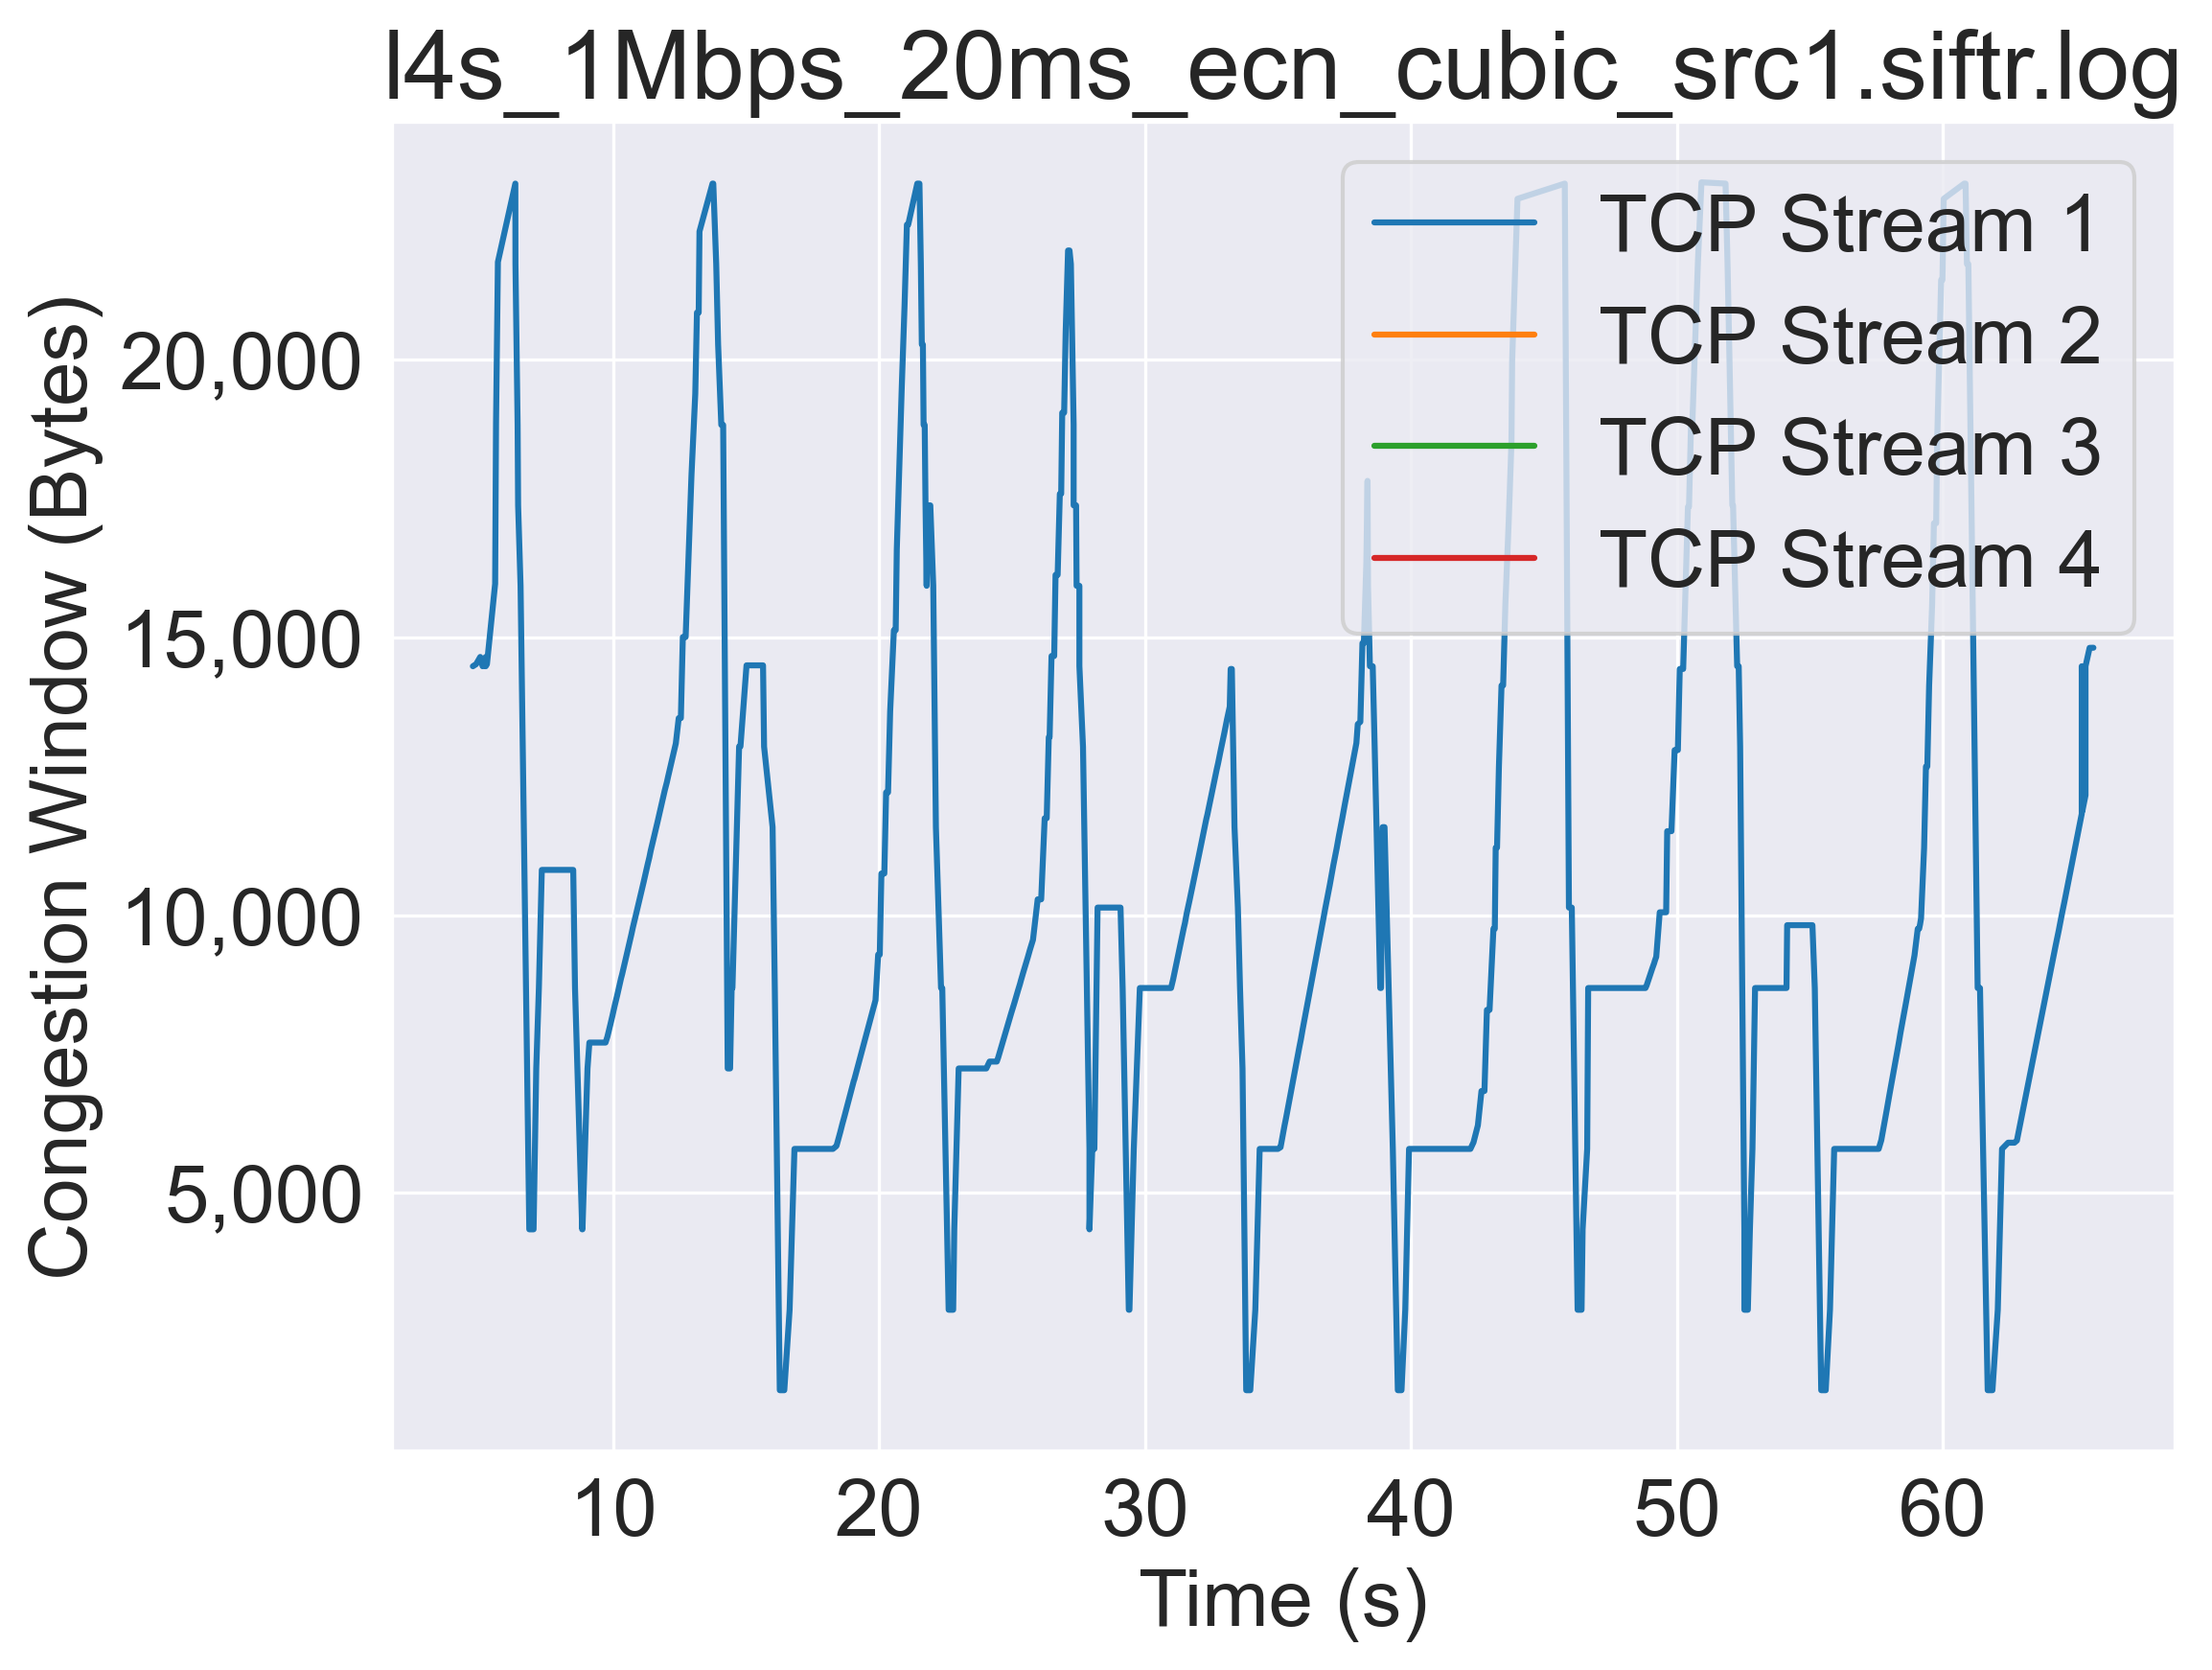 l4s_1Mbps_20ms_ecn_cubic_src1.siftr.log
TCP Stream 1
TCP Stream 2
TCP Stream 3
TCP Stream 4
Congestion Window (Bytes)
20,000
15,000
10,000
5,000
10 20 30 40 50 60
Time (s)